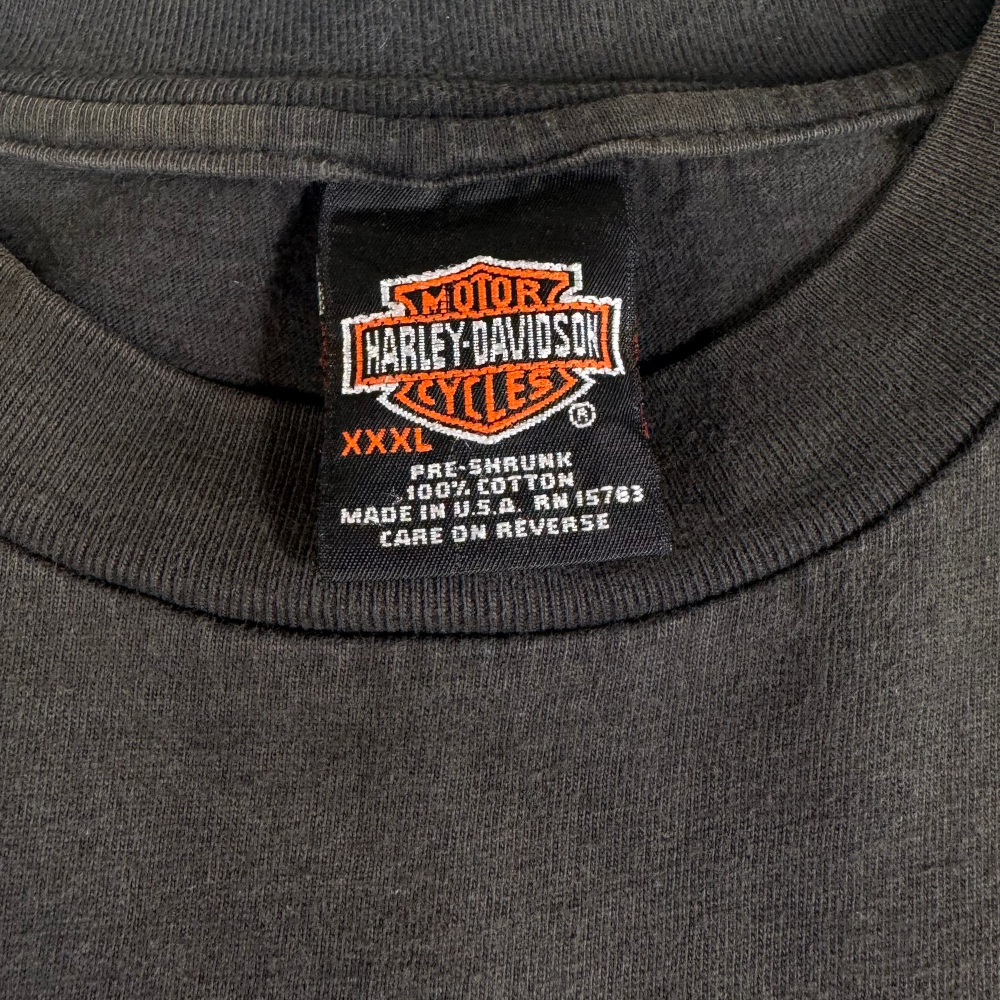 MOTOR
HARLEY-DAVIDSON
CYCLES
®
XXXL
PRE-SHRUNK
100% COTTON
MADE IN U.S.A. RN 15763
CARE ON REVERSE